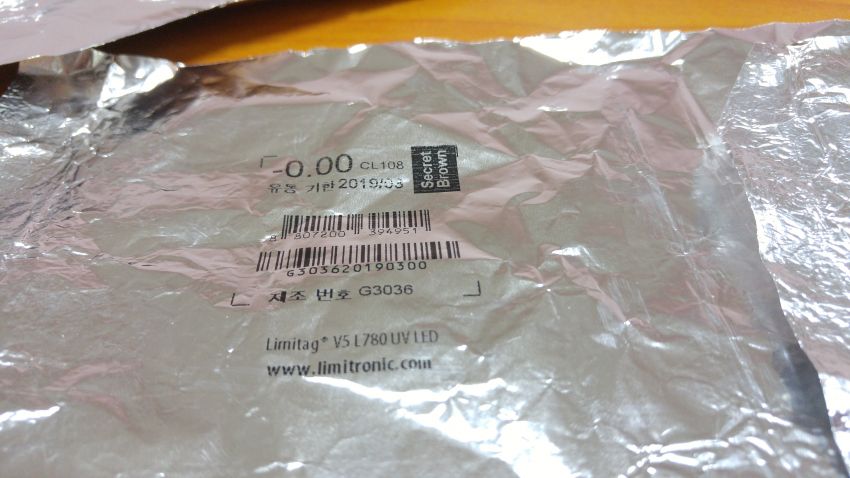 -0.00 CL108
유통 기한 2019/03
Secret
Brown
8 807200 394951
G303620190300
제조 번호 G3036
Limitag® V5 L780 UV LED
www.limitronic.com